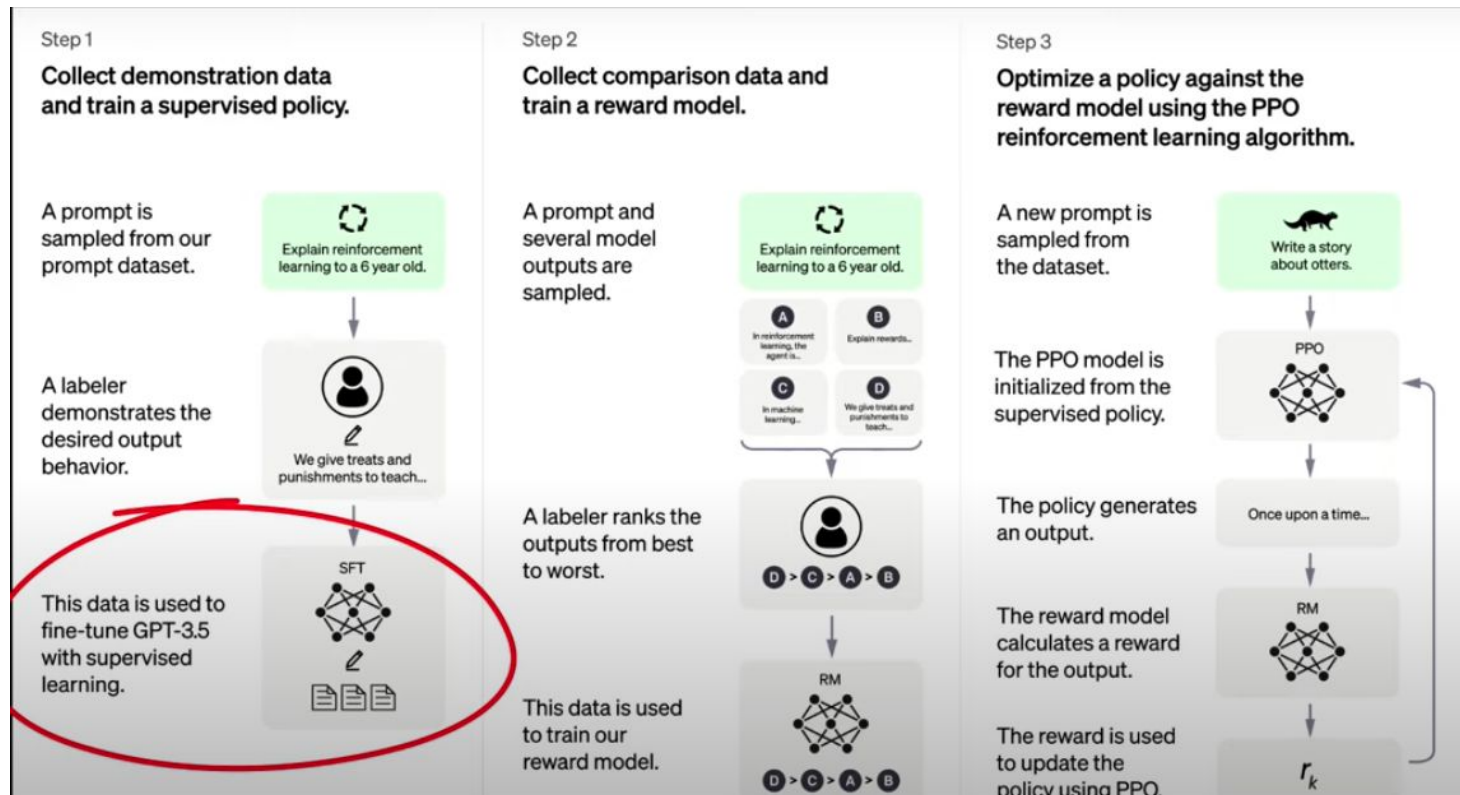 Step 1
Collect demonstration data
and train a supervised policy.
A prompt is
sampled from our
prompt dataset.
Explain reinforcement
learning to a 6 year old.
A labeler
demonstrates the
desired output
behavior.
We give treats and
punishments to teach...
This data is used to
fine-tune GPT-3.5
with supervised
learning.
SFT
Step 2
Collect comparison data and
train a reward model.
A prompt and
several model
outputs are
sampled.
Explain reinforcement
learning to a 6 year old.
A
In reinforcement
learning, the
agent is...
B
Explain rewards...
C
In machine
learning...
D
We give treats and
punishments to
teach...
A labeler ranks the
outputs from best
to worst.
D > C > A > B
This data is used
to train our
reward model.
RM
D > C > A > B
Step 3
Optimize a policy against the
reward model using the PPO
reinforcement learning algorithm.
A new prompt is
sampled from
the dataset.
Write a story
about otters.
The PPO model is
initialized from the
supervised policy.
PPO
The policy generates
an output.
Once upon a time...
The reward model
calculates a reward
for the output.
RM
The reward is used
to update the
policy using PPO.
rk